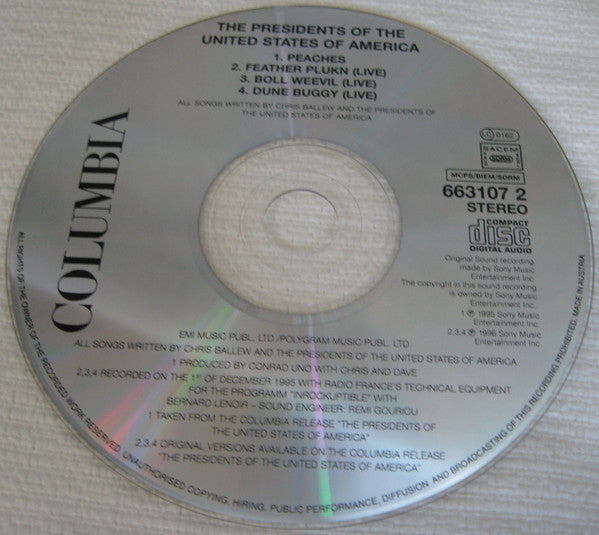 THE PRESIDENTS OF THE
UNITED STATES OF AMERICA
1. PEACHES
2. FEATHER PLUKN (LIVE)
3. BOLL WEEVIL (LIVE)
4. DUNE BUGGY (LIVE)
ALL SONGS WRITTEN BY CHRIS BALLEW AND THE PRESIDENTS OF
THE UNITED STATES OF AMERICA
COLUMBIA
LC 0162
SACEM
SDRM
MCPS/BIEM/SDRM
663107 2
STEREO
COMPACT
disc
DIGITAL AUDIO
Original Sound recording
made by Sony Music
Entertainment Inc.
The copyright in this sound recording
is owned by Sony Music
Entertainment Inc.
1 ℗ 1995 Sony Music
Entertainment Inc.
2,3,4 ℗ 1996 Sony Music
Entertainment Inc.
EMI MUSIC PUBL. LTD./POLYGRAM MUSIC PUBL. LTD.
ALL SONGS WRITTEN BY CHRIS BALLEW AND THE PRESIDENTS OF THE UNITED STATES OF AMERICA
1 PRODUCED BY CONRAD UNO WITH CHRIS AND DAVE
2,3,4 RECORDED ON THE 1ST OF DECEMBER 1995 WITH RADIO FRANCE'S TECHNICAL EQUIPMENT
FOR THE PROGRAMM "INROCKUPTIBLE" WITH
BERNARD LENOIR – SOUND ENGINEER: REMI GOURIOU
1 TAKEN FROM THE COLUMBIA RELEASE "THE PRESIDENTS OF
THE UNITED STATES OF AMERICA"
2,3,4 ORIGINAL VERSIONS AVAILABLE ON THE COLUMBIA RELEASE
"THE PRESIDENTS OF THE UNITED STATES OF AMERICA"
ALL RIGHTS OF THE OWNER OF THE RECORDED WORK RESERVED. UNAUTHORISED COPYING, HIRING, PUBLIC PERFORMANCE, DIFFUSION AND BROADCASTING OF THIS RECORDING PROHIBITED. MADE IN AUSTRIA